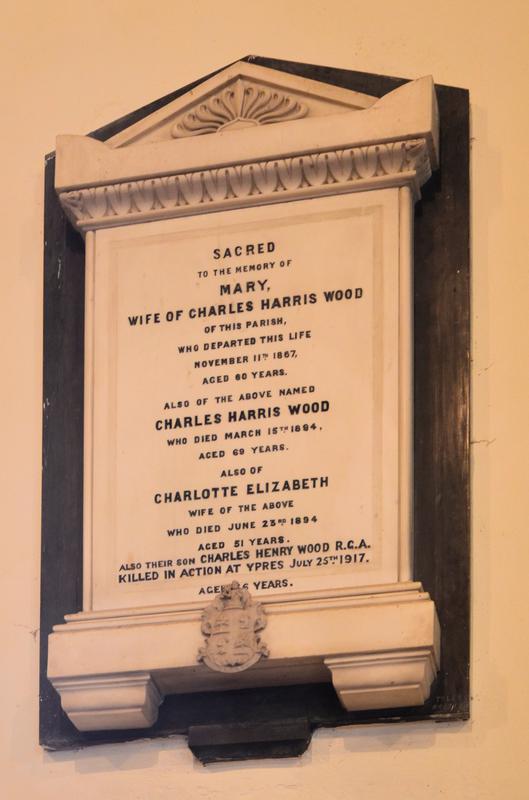 SACRED
TO THE MEMORY OF
MARY,
WIFE OF CHARLES HARRIS WOOD
OF THIS PARISH,
WHO DEPARTED THIS LIFE
NOVEMBER 11TH 1867,
AGED 60 YEARS.
ALSO OF THE ABOVE NAMED
CHARLES HARRIS WOOD
WHO DIED MARCH 15TH 1894,
AGED 69 YEARS.
ALSO OF
CHARLOTTE ELIZABETH
WIFE OF THE ABOVE
WHO DIED JUNE 23RD 1894
AGED 51 YEARS.
ALSO THEIR SON CHARLES HENRY WOOD R.G.A.
KILLED IN ACTION AT YPRES JULY 25TH 1917.
AGED YEARS.